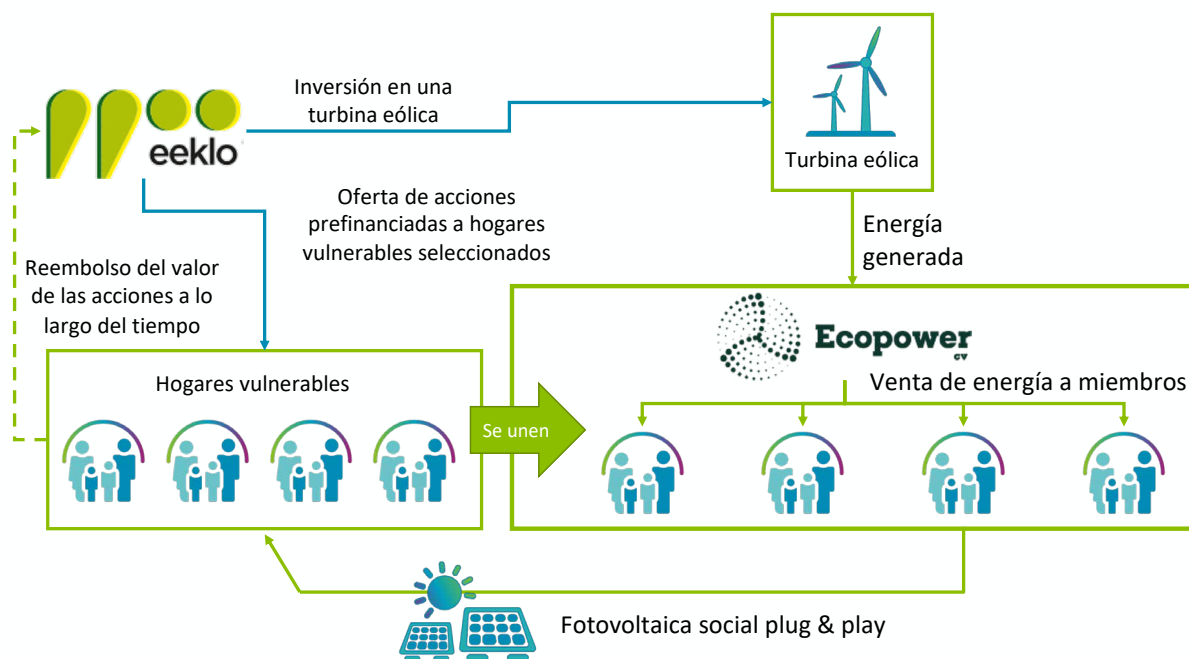 eeklo
Inversión en una
turbina eólica
Turbina eólica
Oferta de acciones
prefinanciadas a hogares
vulnerables seleccionados
Energía
generada
Reembolso del valor
de las acciones a lo
largo del tiempo
Ecopower
cv
Venta de energía a miembros
Hogares vulnerables
Se unen
Fotovoltaica social plug & play